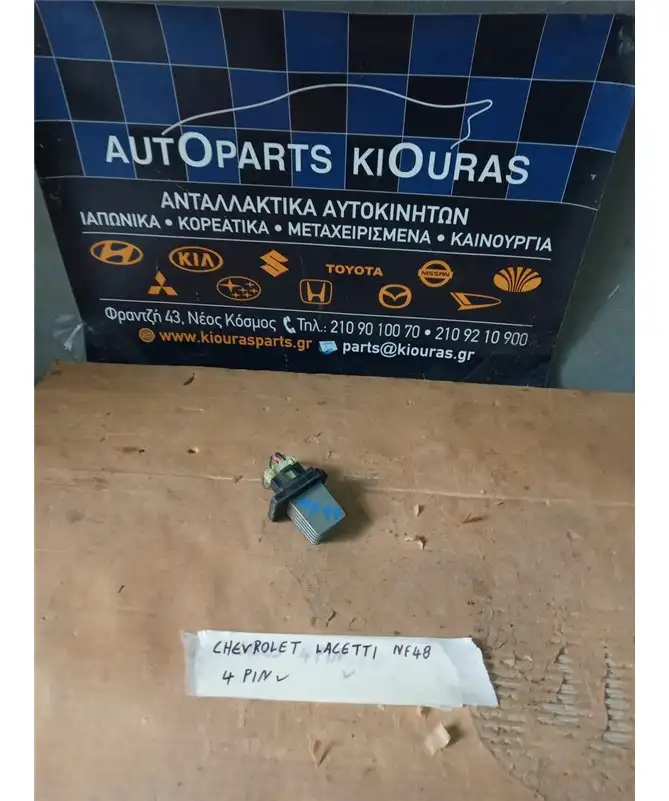 AUTOPARTS KIOURAS
ΑΝΤΑΛΛΑΚΤΙΚΑ ΑΥΤΟΚΙΝΗΤΩΝ
ΙΑΠΩΝΙΚΑ • ΚΟΡΕΑΤΙΚΑ • ΜΕΤΑΧΕΙΡΙΣΜΕΝΑ • ΚΑΙΝΟΥΡΓΙΑ
KIA TOYOTA NISSAN
Φραντζή 43, Νέος Κόσμος Τηλ.: 210 90 100 70 • 210 92 10 900
www.kiourasparts.gr parts@kiouras.gr
CHEVROLET LACETTI NF48
4 PIN